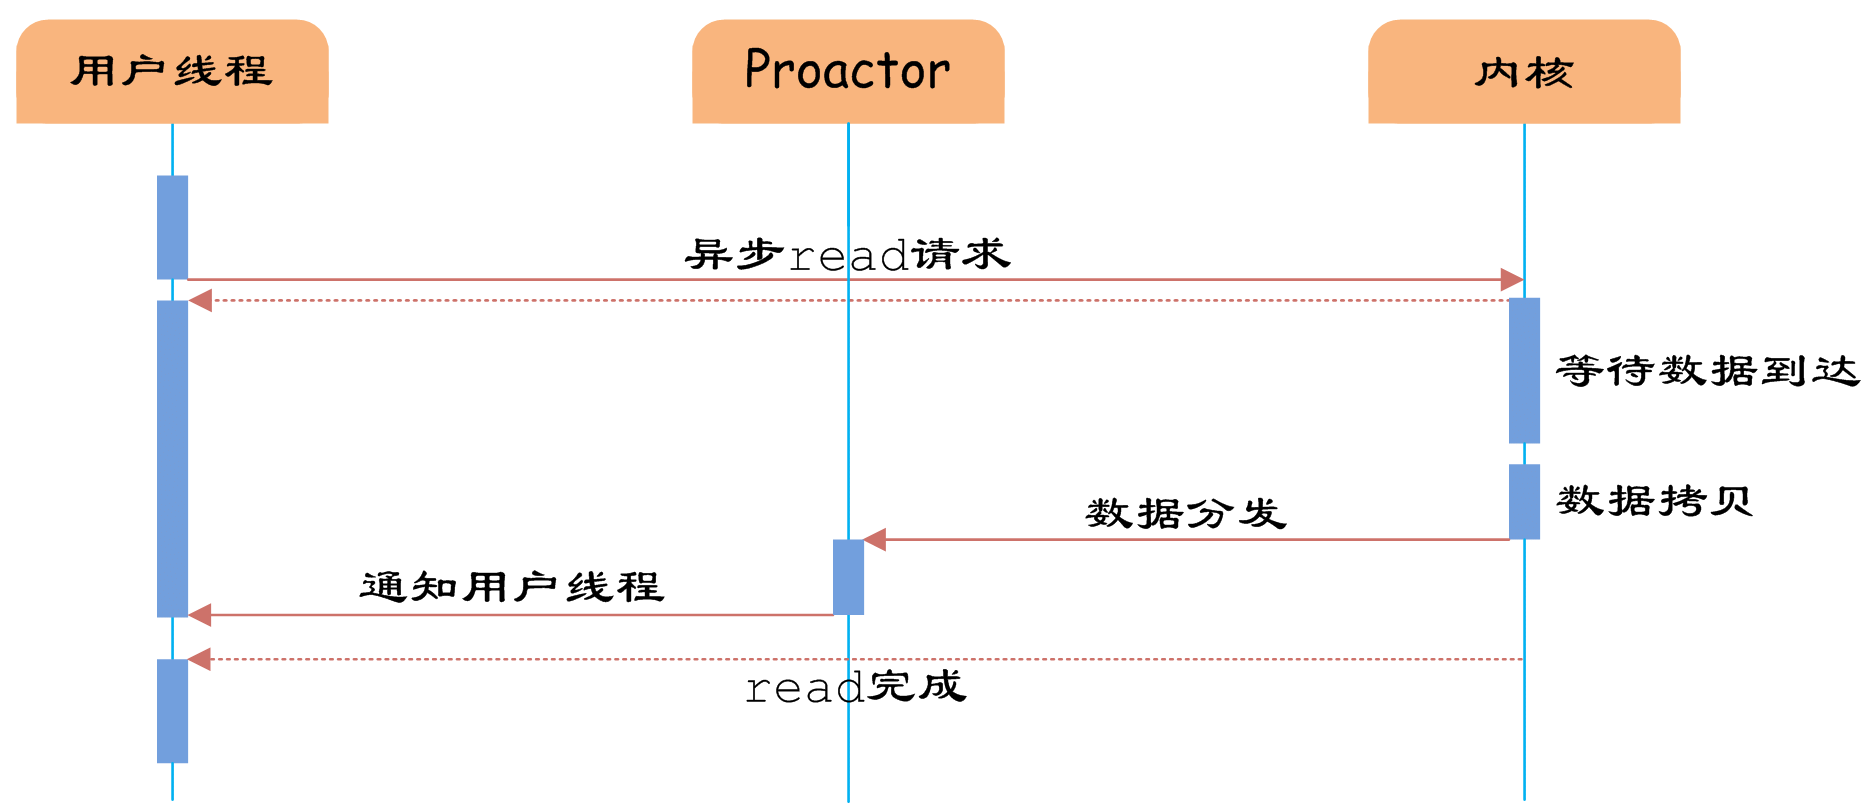 用户线程
Proactor
内核
异步read请求
等待数据到达
数据拷贝
数据分发
通知用户线程
read完成